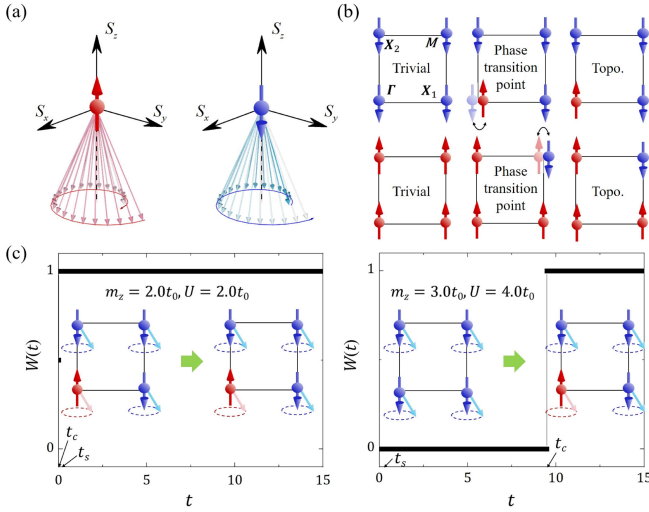 (a)
S_z
S_x
S_y
S_z
S_x
S_y
(b)
X_2
M
Trivial
Γ
X_1
Phase
transition
point
Topo.
Trivial
Phase
transition
point
Topo.
(c)
W(t)
1
0
m_z = 2.0t_0, U = 2.0t_0
t_c
t_s
0
5
10
15
t
W(t)
1
0
m_z = 3.0t_0, U = 4.0t_0
t_s
t_c
0
5
10
15
t